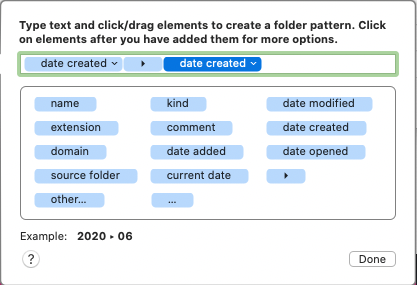 Type text and click/drag elements to create a folder pattern. Click
on elements after you have added them for more options.
date created ▸ date created
name kind date modified
extension comment date created
domain date added date opened
source folder current date ▸
other... ...
Example: 2020 ▸ 06
? Done